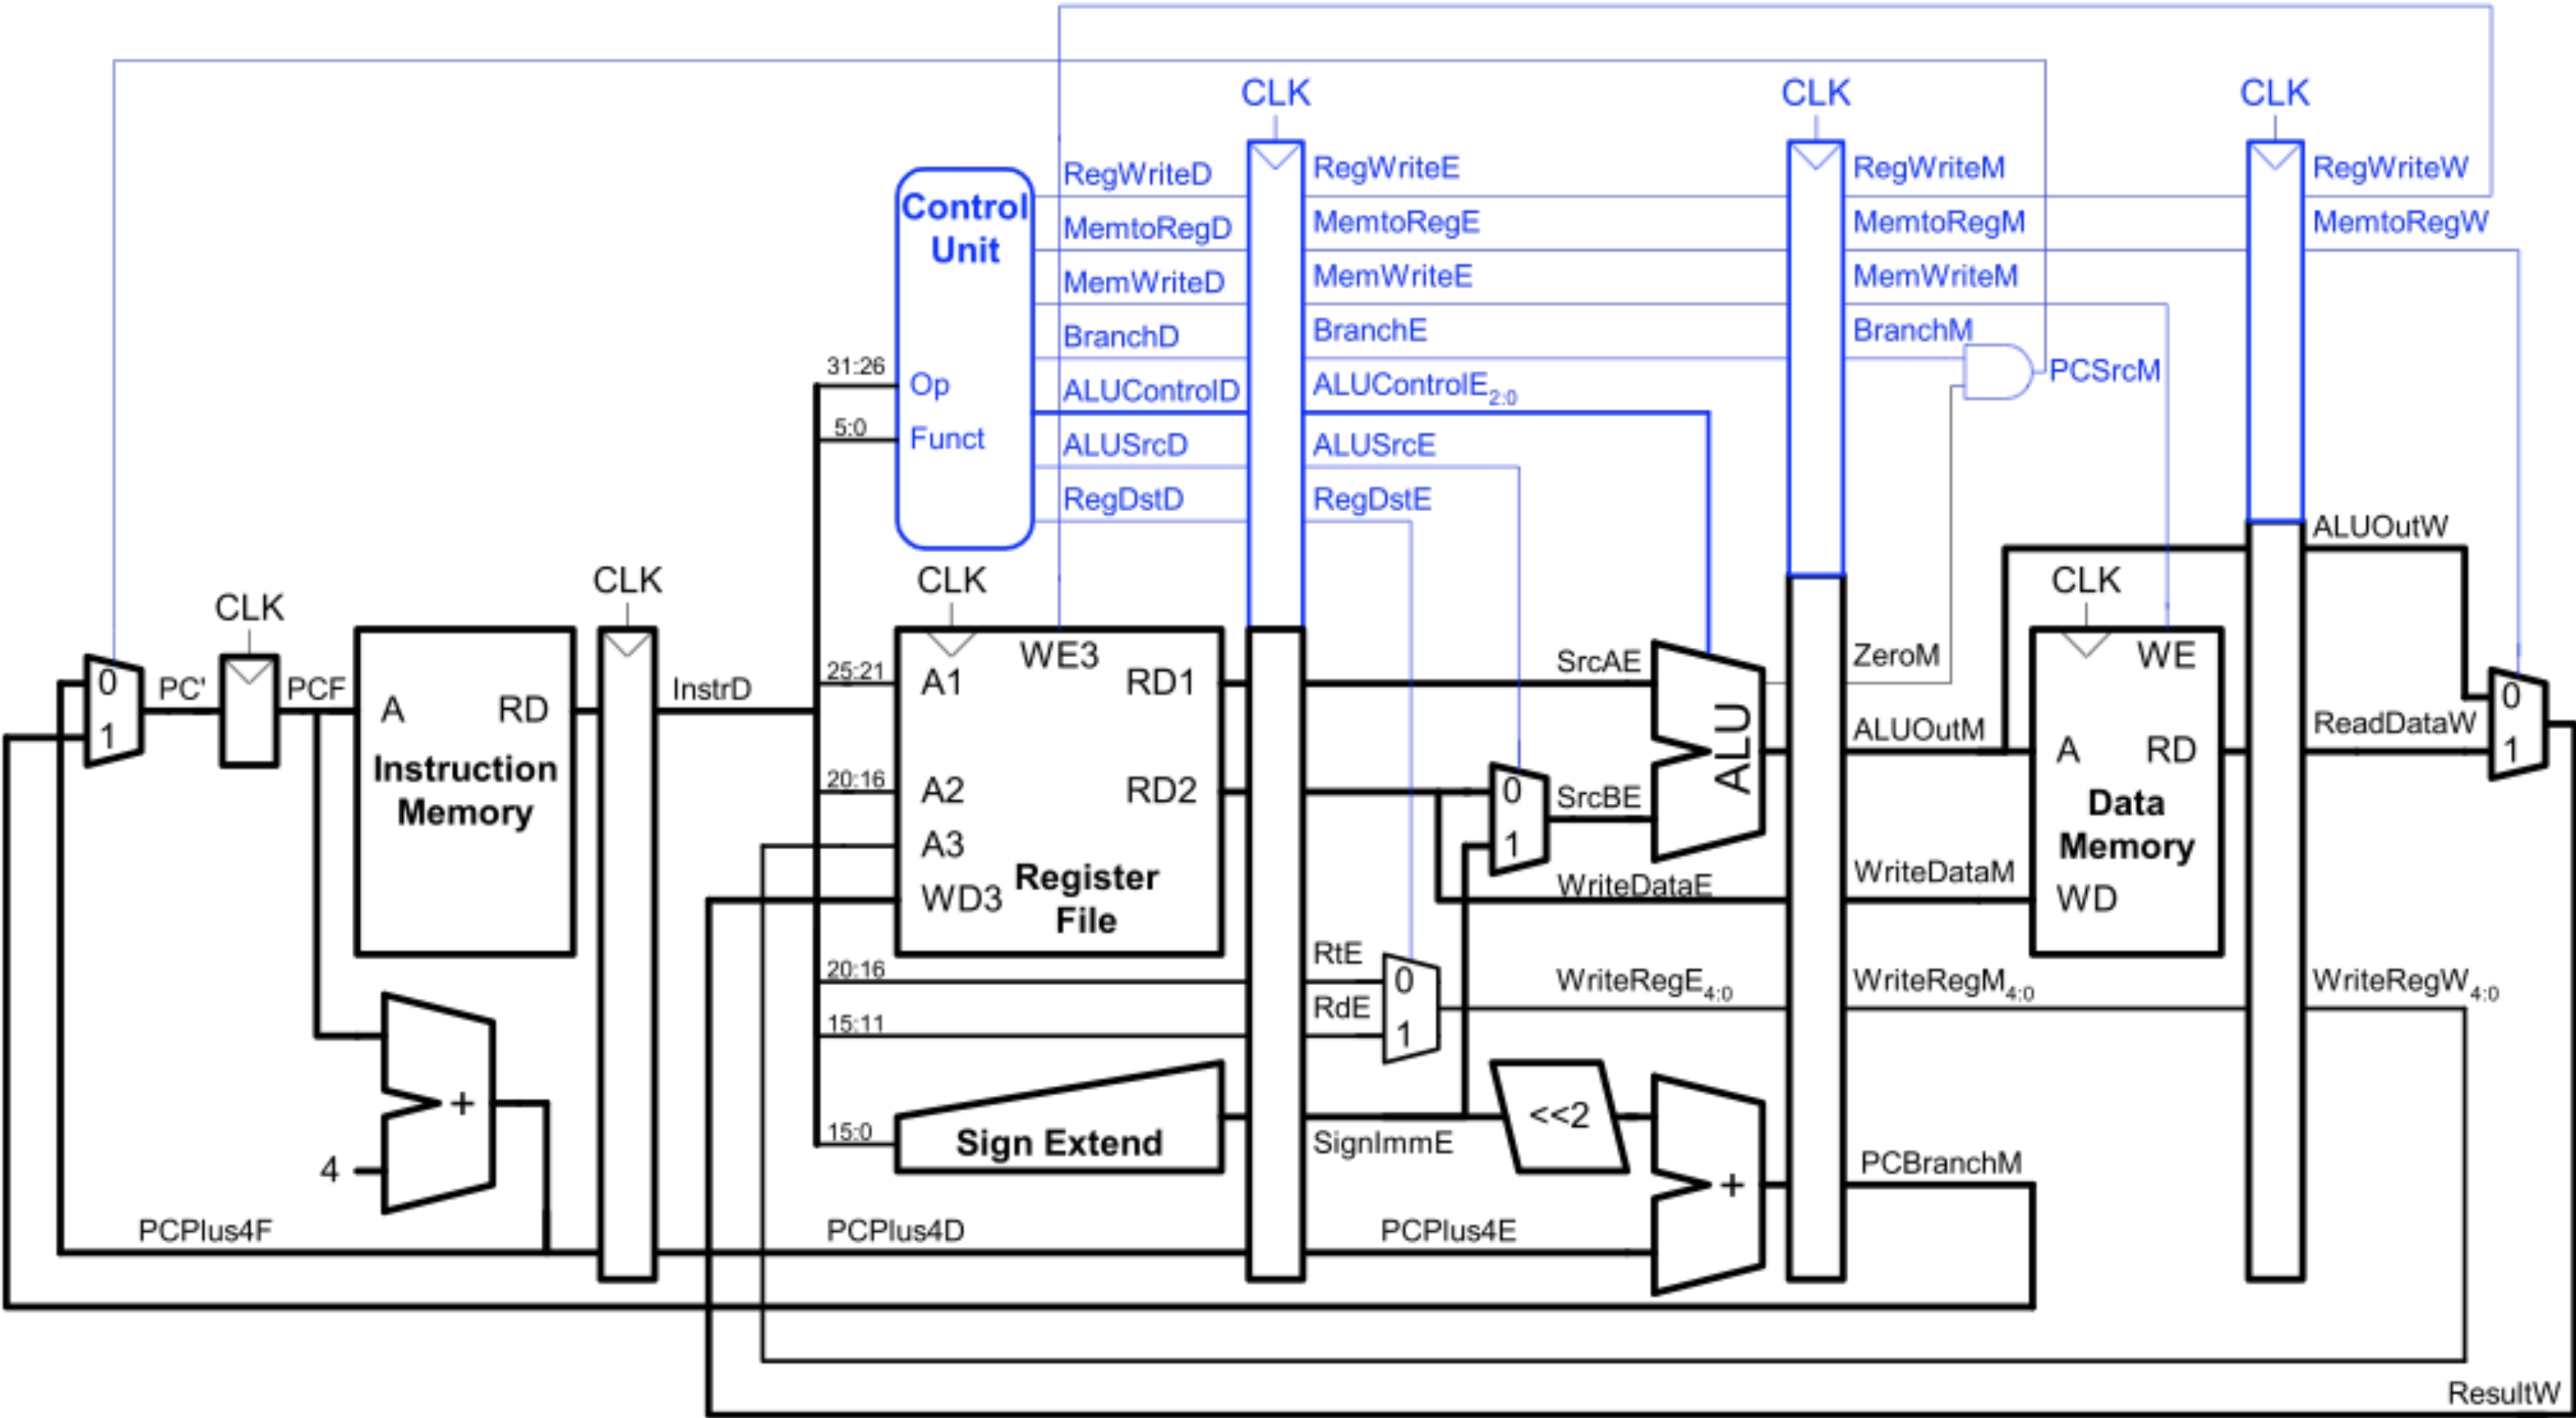 CLK
CLK
CLK
RegWriteD
RegWriteE
RegWriteM
RegWriteW
Control
Unit
MemtoRegD
MemtoRegE
MemtoRegM
MemtoRegW
MemWriteD
MemWriteE
MemWriteM
BranchD
BranchE
BranchM
31:26
Op
ALUControlD
ALUControlE2:0
PCSrcM
5:0
Funct
ALUSrcD
ALUSrcE
RegDstD
RegDstE
ALUOutW
CLK
CLK
CLK
CLK
0
1
PC'
PCF
A
RD
Instruction
Memory
InstrD
25:21
A1
WE3
RD1
20:16
A2
RD2
A3
WD3
Register
File
SrcAE
0
1
SrcBE
ALU
ZeroM
ALUOutM
WE
A
RD
Data
Memory
WD
ReadDataW
0
1
WriteDataE
WriteDataM
20:16
RtE
0
RdE
1
15:11
WriteRegE4:0
WriteRegM4:0
WriteRegW4:0
+
4
15:0
Sign Extend
SignImmE
<<2
+
PCBranchM
PCPlus4F
PCPlus4D
PCPlus4E
ResultW